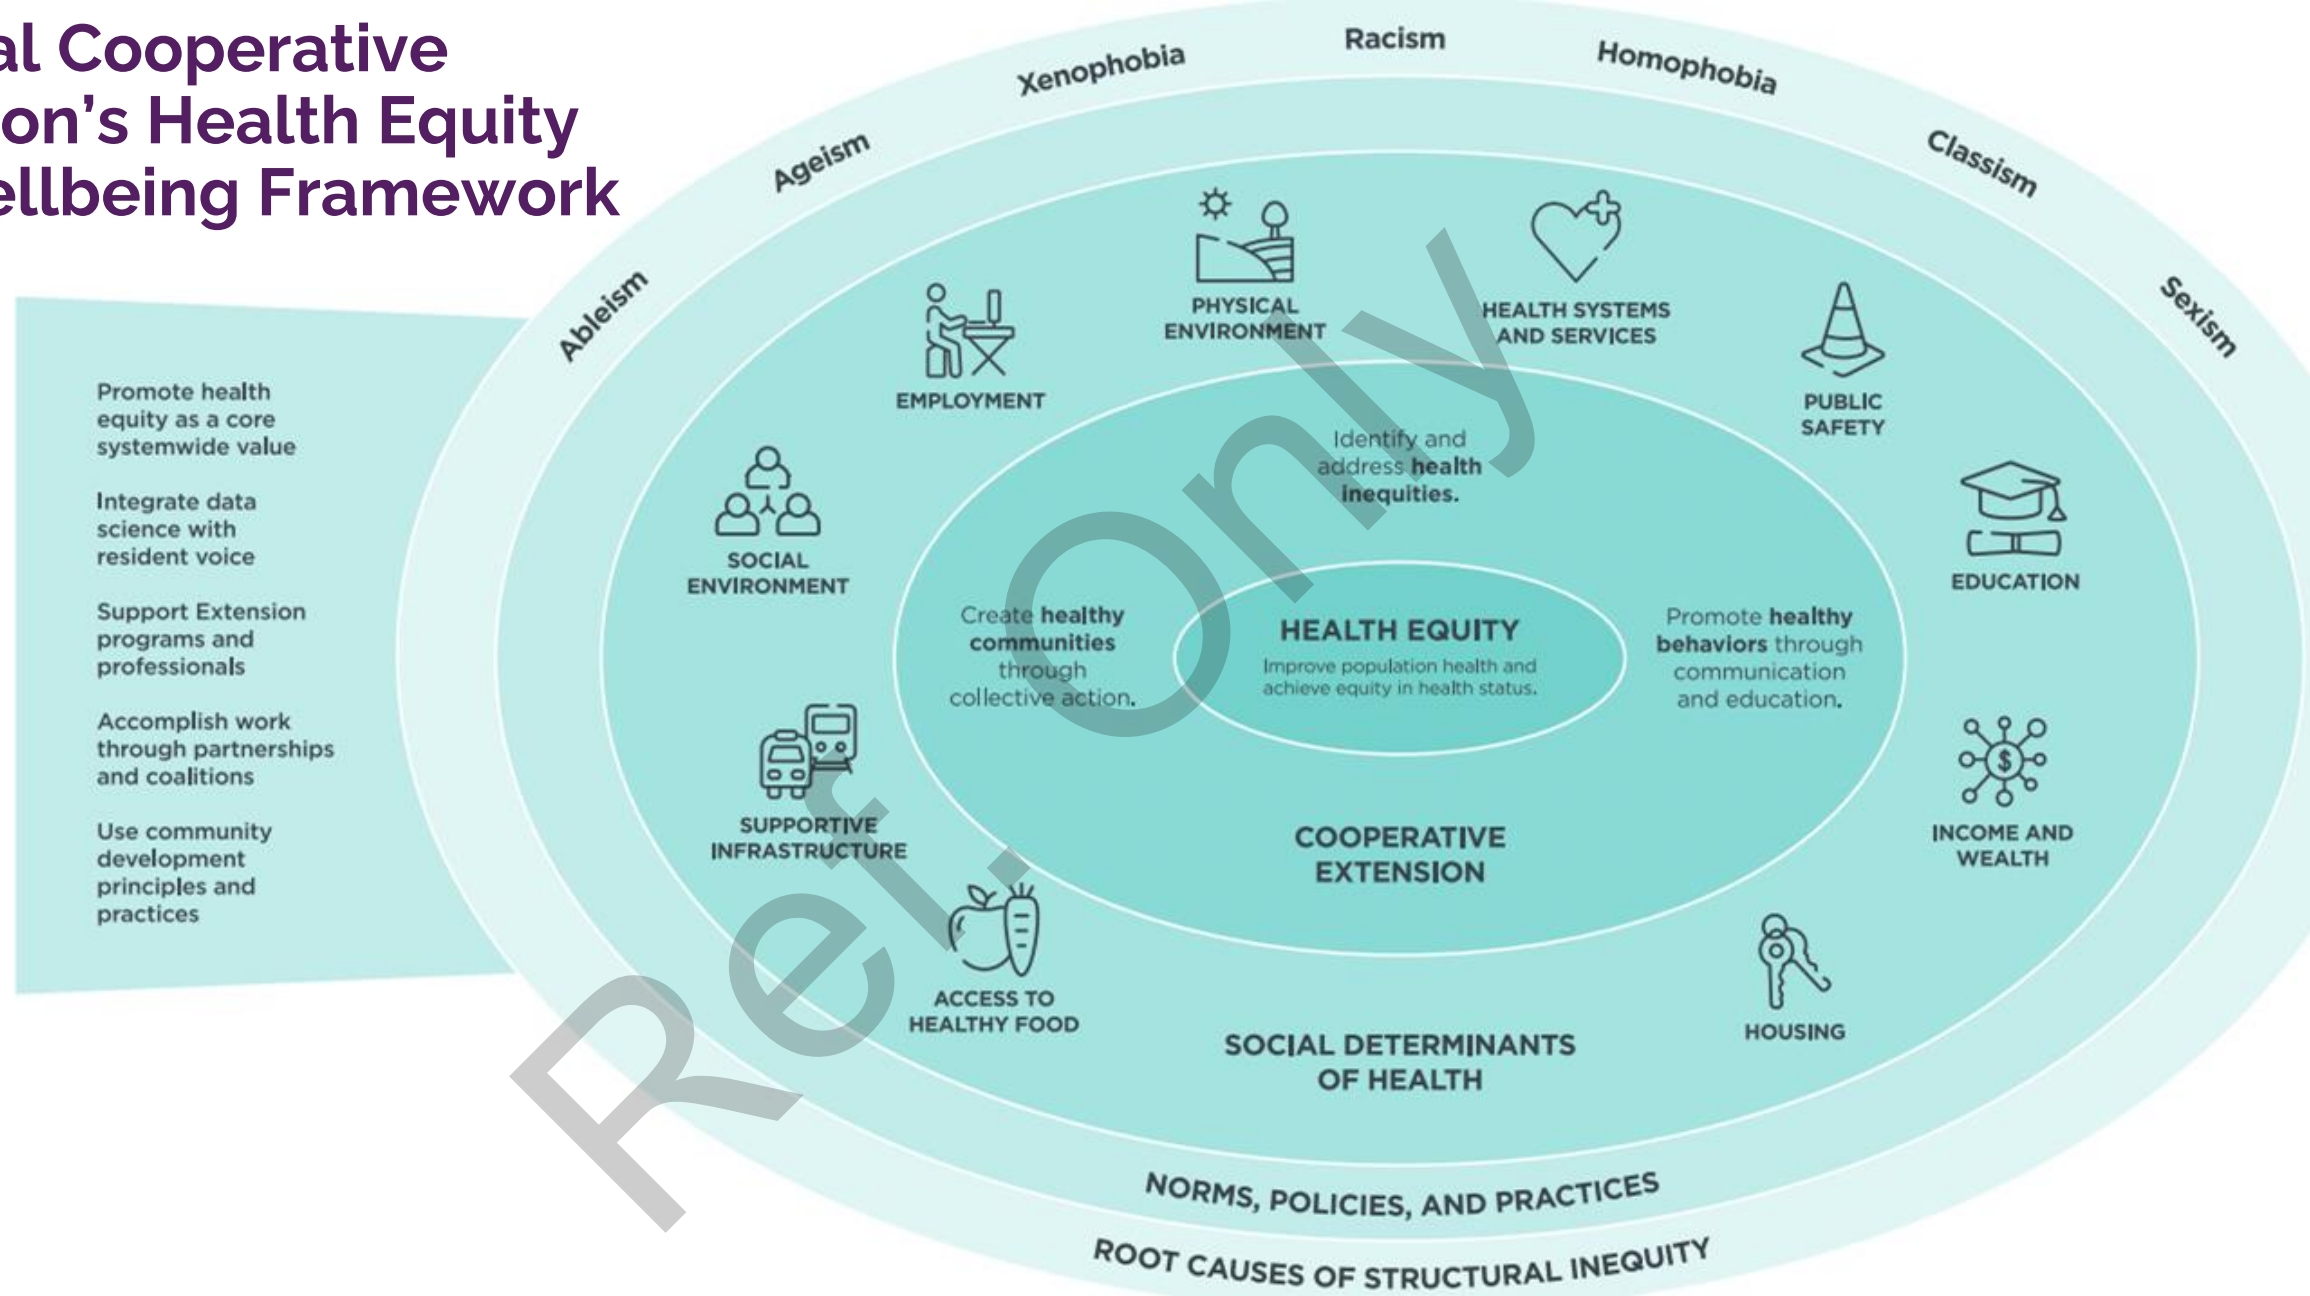 al Cooperative
on's Health Equity
ellbeing Framework
Promote health
equity as a core
systemwide value
Integrate data
science with
resident voice
Support Extension
programs and
professionals
Accomplish work
through partnerships
and coalitions
Use community
development
principles and
practices
Ableism
Ageism
Xenophobia
Racism
Homophobia
Classism
Sexism
SOCIAL
ENVIRONMENT
EMPLOYMENT
PHYSICAL
ENVIRONMENT
HEALTH SYSTEMS
AND SERVICES
PUBLIC
SAFETY
EDUCATION
INCOME AND
WEALTH
HOUSING
ACCESS TO
HEALTHY FOOD
SUPPORTIVE
INFRASTRUCTURE
Identify and
address health
inequities.
Create healthy
communities
through
collective action.
HEALTH EQUITY
Improve population health and
achieve equity in health status.
$
Promote healthy
behaviors through
communication
and education.
COOPERATIVE
EXTENSION
SOCIAL DETERMINANTS
OF HEALTH
NORMS, POLICIES, AND PRACTICES
ROOT CAUSES OF STRUCTURAL INEQUITY
Ref. Only